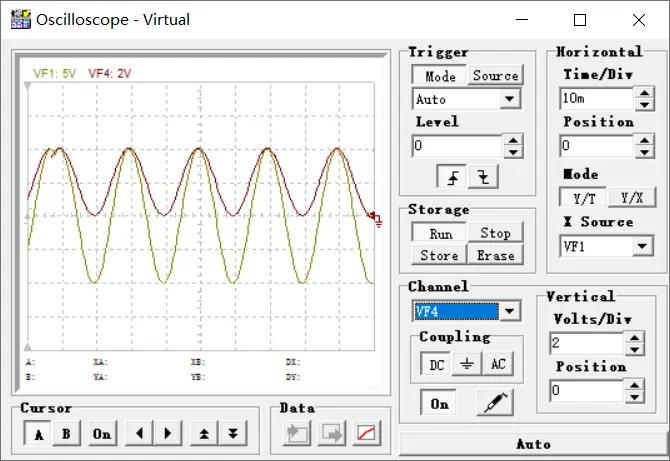 Oscilloscope - Virtual
VF1: 5V VF4: 2V
A: XA: XB: DX:
B: YA: YB: DY:
Cursor
A B On
Data
Trigger
Mode Source
Auto
Level
0
Storage
Run Stop
Store Erase
Horizontal
Time/Div
10m
Position
0
Mode
Y/T Y/X
X Source
VF1
Channel
VF4
Coupling
DC AC
On
Vertical
Volts/Div
2
Position
0
Auto